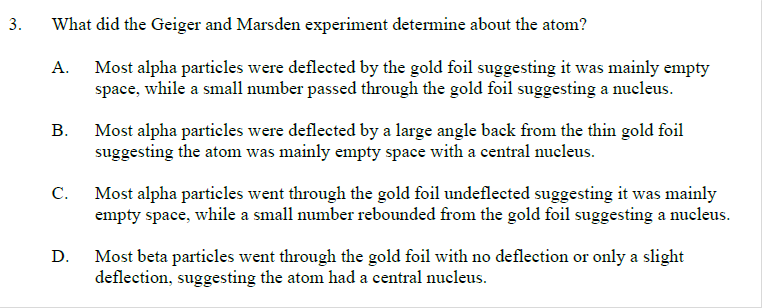 3. What did the Geiger and Marsden experiment determine about the atom?
A. Most alpha particles were deflected by the gold foil suggesting it was mainly empty
space, while a small number passed through the gold foil suggesting a nucleus.
B. Most alpha particles were deflected by a large angle back from the thin gold foil
suggesting the atom was mainly empty space with a central nucleus.
C. Most alpha particles went through the gold foil undeflected suggesting it was mainly
empty space, while a small number rebounded from the gold foil suggesting a nucleus.
D. Most beta particles went through the gold foil with no deflection or only a slight
deflection, suggesting the atom had a central nucleus.